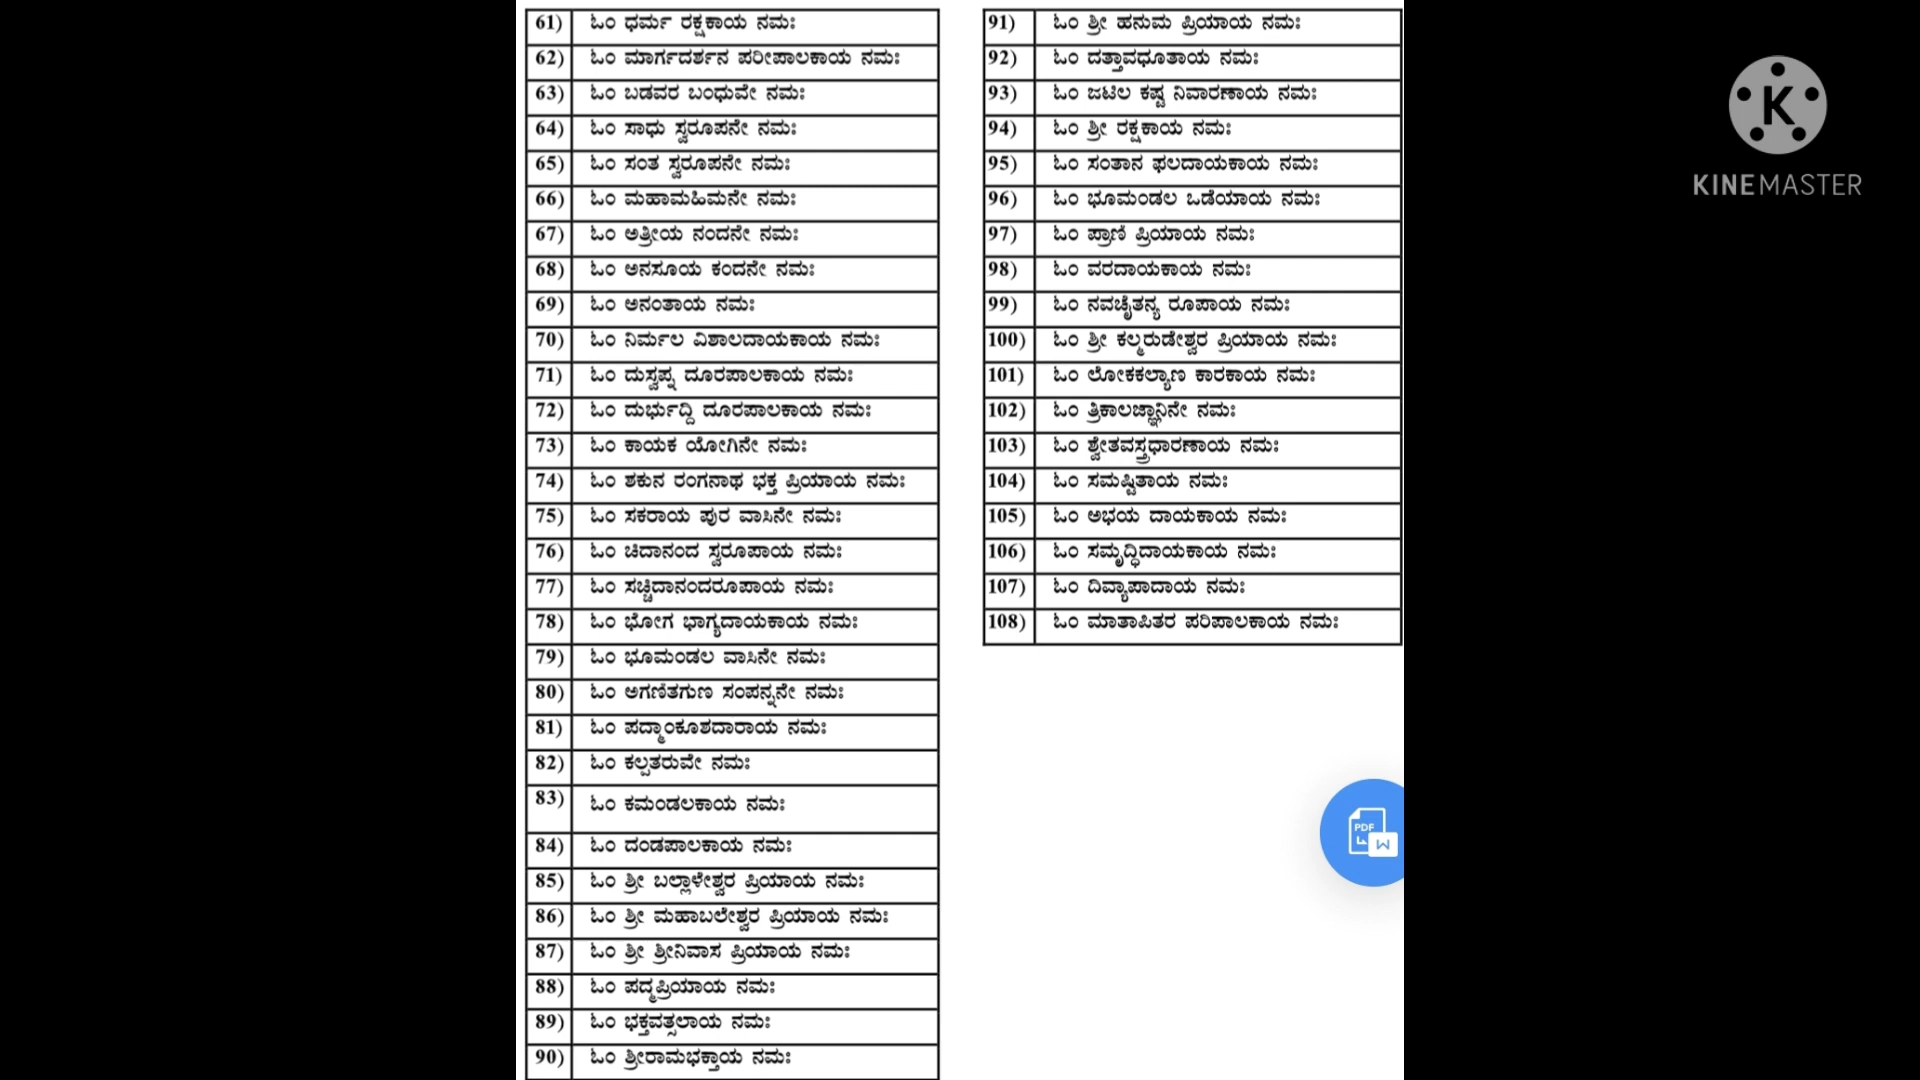 61) ಓಂ ಧರ್ಮ ರಕ್ಷಕಾಯ ನಮಃ
62) ಓಂ ಮಾರ್ಗದರ್ಶನ ಪರೀಪಾಲಕಾಯ ನಮಃ
63) ಓಂ ಬಡವರ ಬಂಧುವೇ ನಮಃ
64) ಓಂ ಸಾಧು ಸ್ವರೂಪನೇ ನಮಃ
65) ಓಂ ಸಂತ ಸ್ವರೂಪನೇ ನಮಃ
66) ಓಂ ಮಹಾಮಹಿಮನೇ ನಮಃ
67) ಓಂ ಅತ್ರೀಯ ನಂದನೇ ನಮಃ
68) ಓಂ ಅನಸೂಯ ಕಂದನೇ ನಮಃ
69) ಓಂ ಅನಂತಾಯ ನಮಃ
70) ಓಂ ನಿರ್ಮಲ ವಿಶಾಲದಾಯಕಾಯ ನಮಃ
71) ಓಂ ದುಸ್ವಪ್ನ ದೂರಪಾಲಕಾಯ ನಮಃ
72) ಓಂ ದುರ್ಭುದ್ದಿ ದೂರಪಾಲಕಾಯ ನಮಃ
73) ಓಂ ಕಾಯಕ ಯೋಗಿನೇ ನಮಃ
74) ಓಂ ಶಕುನ ರಂಗನಾಥ ಭಕ್ತ ಪ್ರಿಯಾಯ ನಮಃ
75) ಓಂ ಸಕರಾಯ ಪುರ ವಾಸಿನೇ ನಮಃ
76) ಓಂ ಚಿದಾನಂದ ಸ್ವರೂಪಾಯ ನಮಃ
77) ಓಂ ಸಚ್ಚಿದಾನಂದರೂಪಾಯ ನಮಃ
78) ಓಂ ಭೋಗ ಭಾಗ್ಯದಾಯಕಾಯ ನಮಃ
79) ಓಂ ಭೂಮಂಡಲ ವಾಸಿನೇ ನಮಃ
80) ಓಂ ಅಗಣಿತಗುಣ ಸಂಪನ್ನನೇ ನಮಃ
81) ಓಂ ಪದ್ಮಾಂಕೂಶದಾರಾಯ ನಮಃ
82) ಓಂ ಕಲ್ಪತರುವೇ ನಮಃ
83) ಓಂ ಕಮಂಡಲಕಾಯ ನಮಃ
84) ಓಂ ದಂಡಪಾಲಕಾಯ ನಮಃ
85) ಓಂ ಶ್ರೀ ಬಲ್ಲಾಳೇಶ್ವರ ಪ್ರಿಯಾಯ ನಮಃ
86) ಓಂ ಶ್ರೀ ಮಹಾಬಲೇಶ್ವರ ಪ್ರಿಯಾಯ ನಮಃ
87) ಓಂ ಶ್ರೀ ಶ್ರೀನಿವಾಸ ಪ್ರಿಯಾಯ ನಮಃ
88) ಓಂ ಪದ್ಮಪ್ರಿಯಾಯ ನಮಃ
89) ಓಂ ಭಕ್ತವತ್ಸಲಾಯ ನಮಃ
90) ಓಂ ಶ್ರೀರಾಮಭಕ್ತಾಯ ನಮಃ
91) ಓಂ ಶ್ರೀ ಹನುಮ ಪ್ರಿಯಾಯ ನಮಃ
92) ಓಂ ದತ್ತಾವಧೂತಾಯ ನಮಃ
93) ಓಂ ಜಟಿಲ ಕಷ್ಟ ನಿವಾರಣಾಯ ನಮಃ
94) ಓಂ ಶ್ರೀ ರಕ್ಷಕಾಯ ನಮಃ
95) ಓಂ ಸಂತಾನ ಫಲದಾಯಕಾಯ ನಮಃ
96) ಓಂ ಭೂಮಂಡಲ ಒಡೆಯಾಯ ನಮಃ
97) ಓಂ ಪ್ರಾಣಿ ಪ್ರಿಯಾಯ ನಮಃ
98) ಓಂ ವರದಾಯಕಾಯ ನಮಃ
99) ಓಂ ನವಚೈತನ್ಯ ರೂಪಾಯ ನಮಃ
100) ಓಂ ಶ್ರೀ ಕಲ್ಮರುಡೇಶ್ವರ ಪ್ರಿಯಾಯ ನಮಃ
101) ಓಂ ಲೋಕಕಲ್ಯಾಣ ಕಾರಕಾಯ ನಮಃ
102) ಓಂ ತ್ರಿಕಾಲಜ್ಞಾನಿನೇ ನಮಃ
103) ಓಂ ಶ್ವೇತವಸ್ತ್ರಧಾರಣಾಯ ನಮಃ
104) ಓಂ ಸಮಷ್ಟಿತಾಯ ನಮಃ
105) ಓಂ ಅಭಯ ದಾಯಕಾಯ ನಮಃ
106) ಓಂ ಸಮೃದ್ಧಿದಾಯಕಾಯ ನಮಃ
107) ಓಂ ದಿವ್ಯಾಪಾದಾಯ ನಮಃ
108) ಓಂ ಮಾತಾಪಿತರ ಪರಿಪಾಲಕಾಯ ನಮಃ
K
KINEMASTER
PDF
W